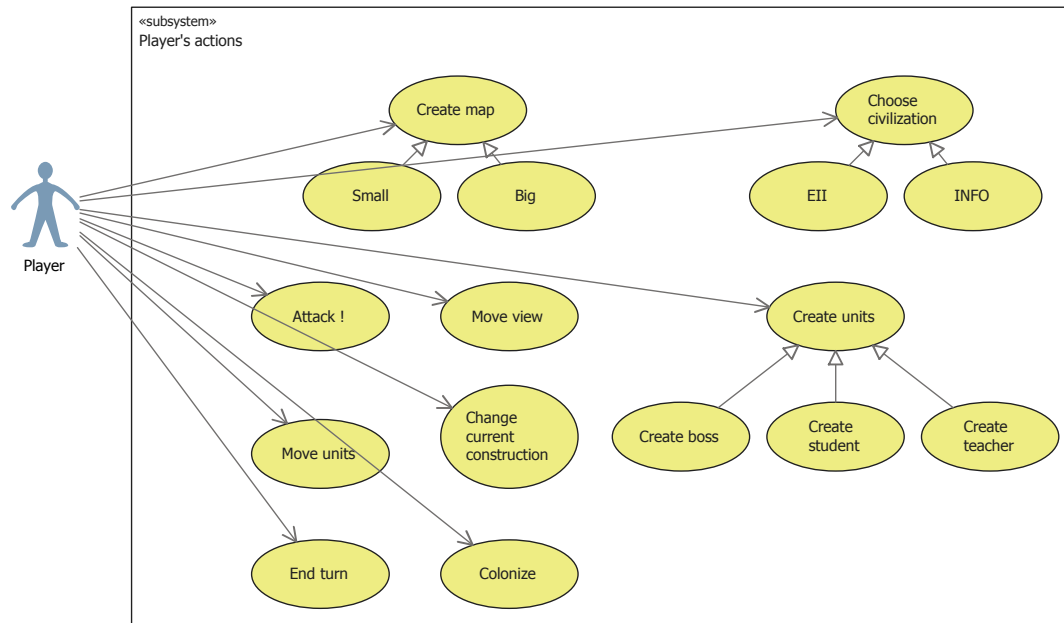 «subsystem»
Player's actions
Create map
Choose
civilization
Small
Big
EII
INFO
Player
Attack !
Move view
Create units
Change
current
construction
Move units
Create boss
Create
student
Create
teacher
End turn
Colonize